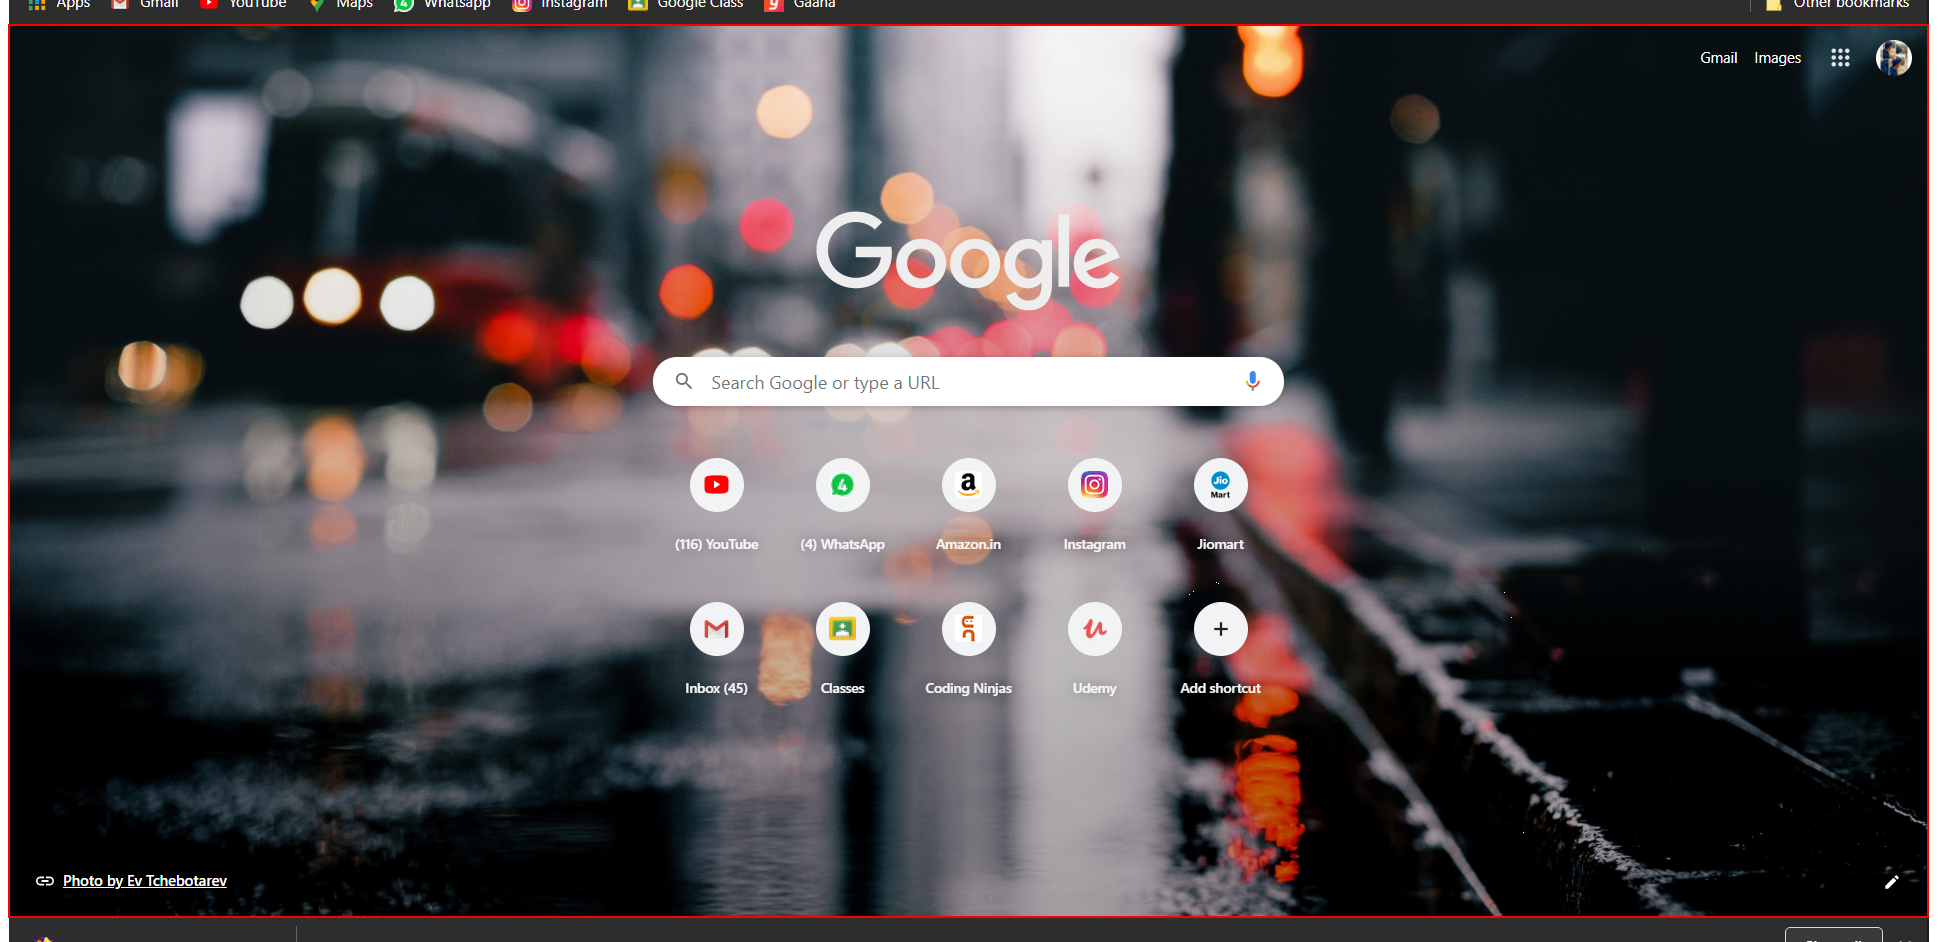 Apps Gmail YouTube Maps Whatsapp Instagram Google Class Gaana Other bookmarks
Gmail Images
Google
Search Google or type a URL
4 a Jio Mart
(116) YouTube (4) WhatsApp Amazon.in Instagram Jiomart
Inbox (45) Classes Coding Ninjas Udemy Add shortcut
Photo by Ev Tchebotarev